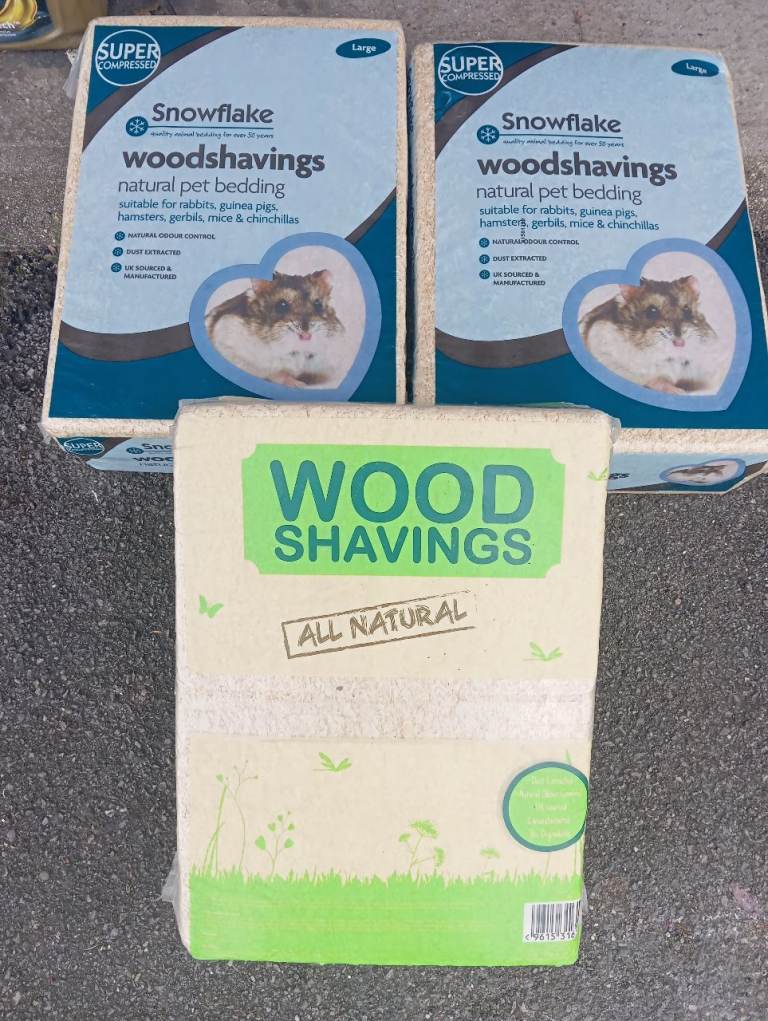 SUPER
COMPRESSED
Large
Snowflake
quality animal bedding for over 50 years
woodshavings
natural pet bedding
suitable for rabbits, guinea pigs,
hamsters, gerbils, mice & chinchillas
NATURAL ODOUR CONTROL
DUST EXTRACTED
UK SOURCED &
MANUFACTURED
SUPER
COMPRESSED
Large
Snowflake
quality animal bedding for over 50 years
woodshavings
natural pet bedding
suitable for rabbits, guinea pigs,
hamsters, gerbils, mice & chinchillas
NATURAL ODOUR CONTROL
DUST EXTRACTED
UK SOURCED &
MANUFACTURED
SUPER
WOOD
SHAVINGS
ALL NATURAL